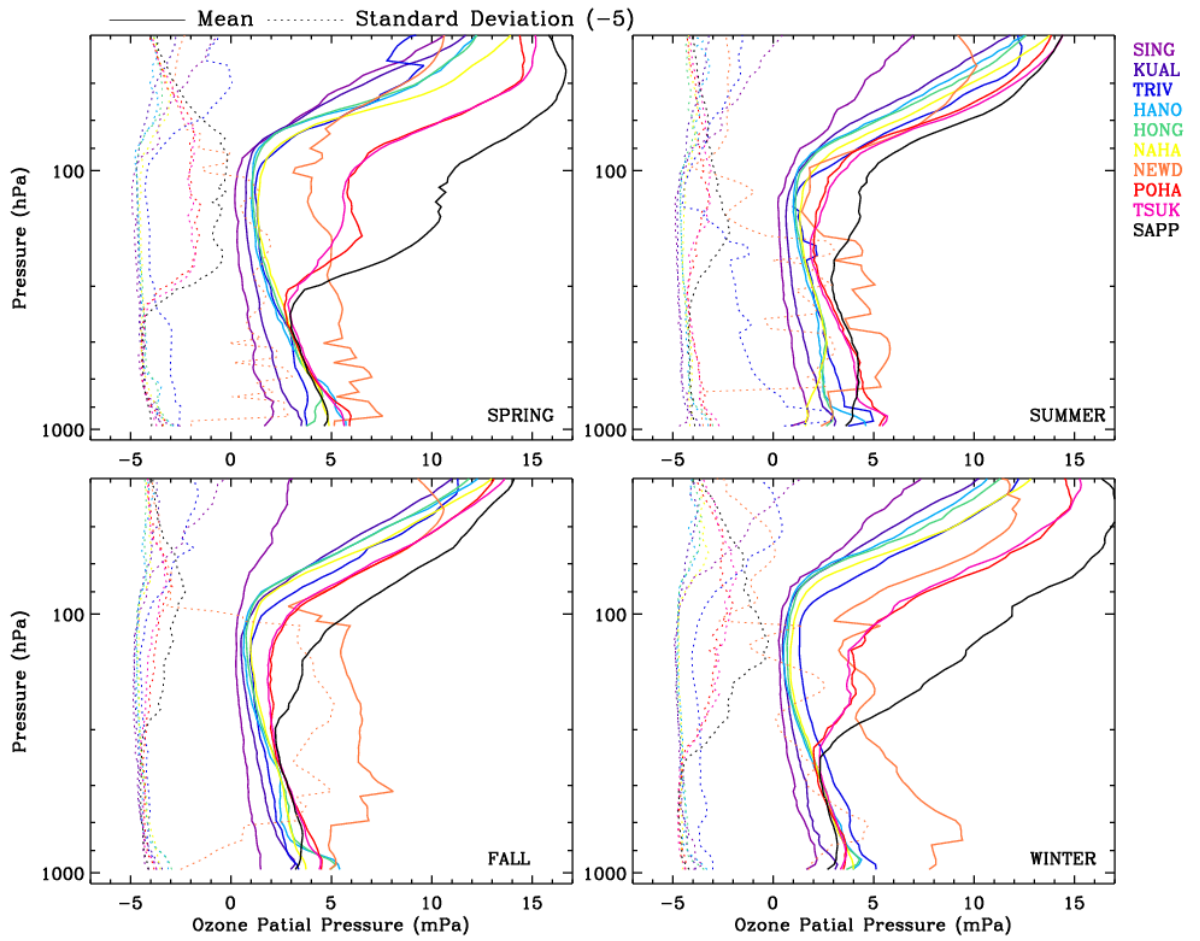 Mean Standard Deviation (-5)
Pressure (hPa)
100
1000
SPRING
-5 0 5 10 15
100
1000
SUMMER
-5 0 5 10 15
SING
KUAL
TRIV
HANO
HONG
NAHA
NEWD
POHA
TSUK
SAPP
Pressure (hPa)
100
1000
FALL
-5 0 5 10 15
Ozone Patial Pressure (mPa)
100
1000
WINTER
-5 0 5 10 15
Ozone Patial Pressure (mPa)